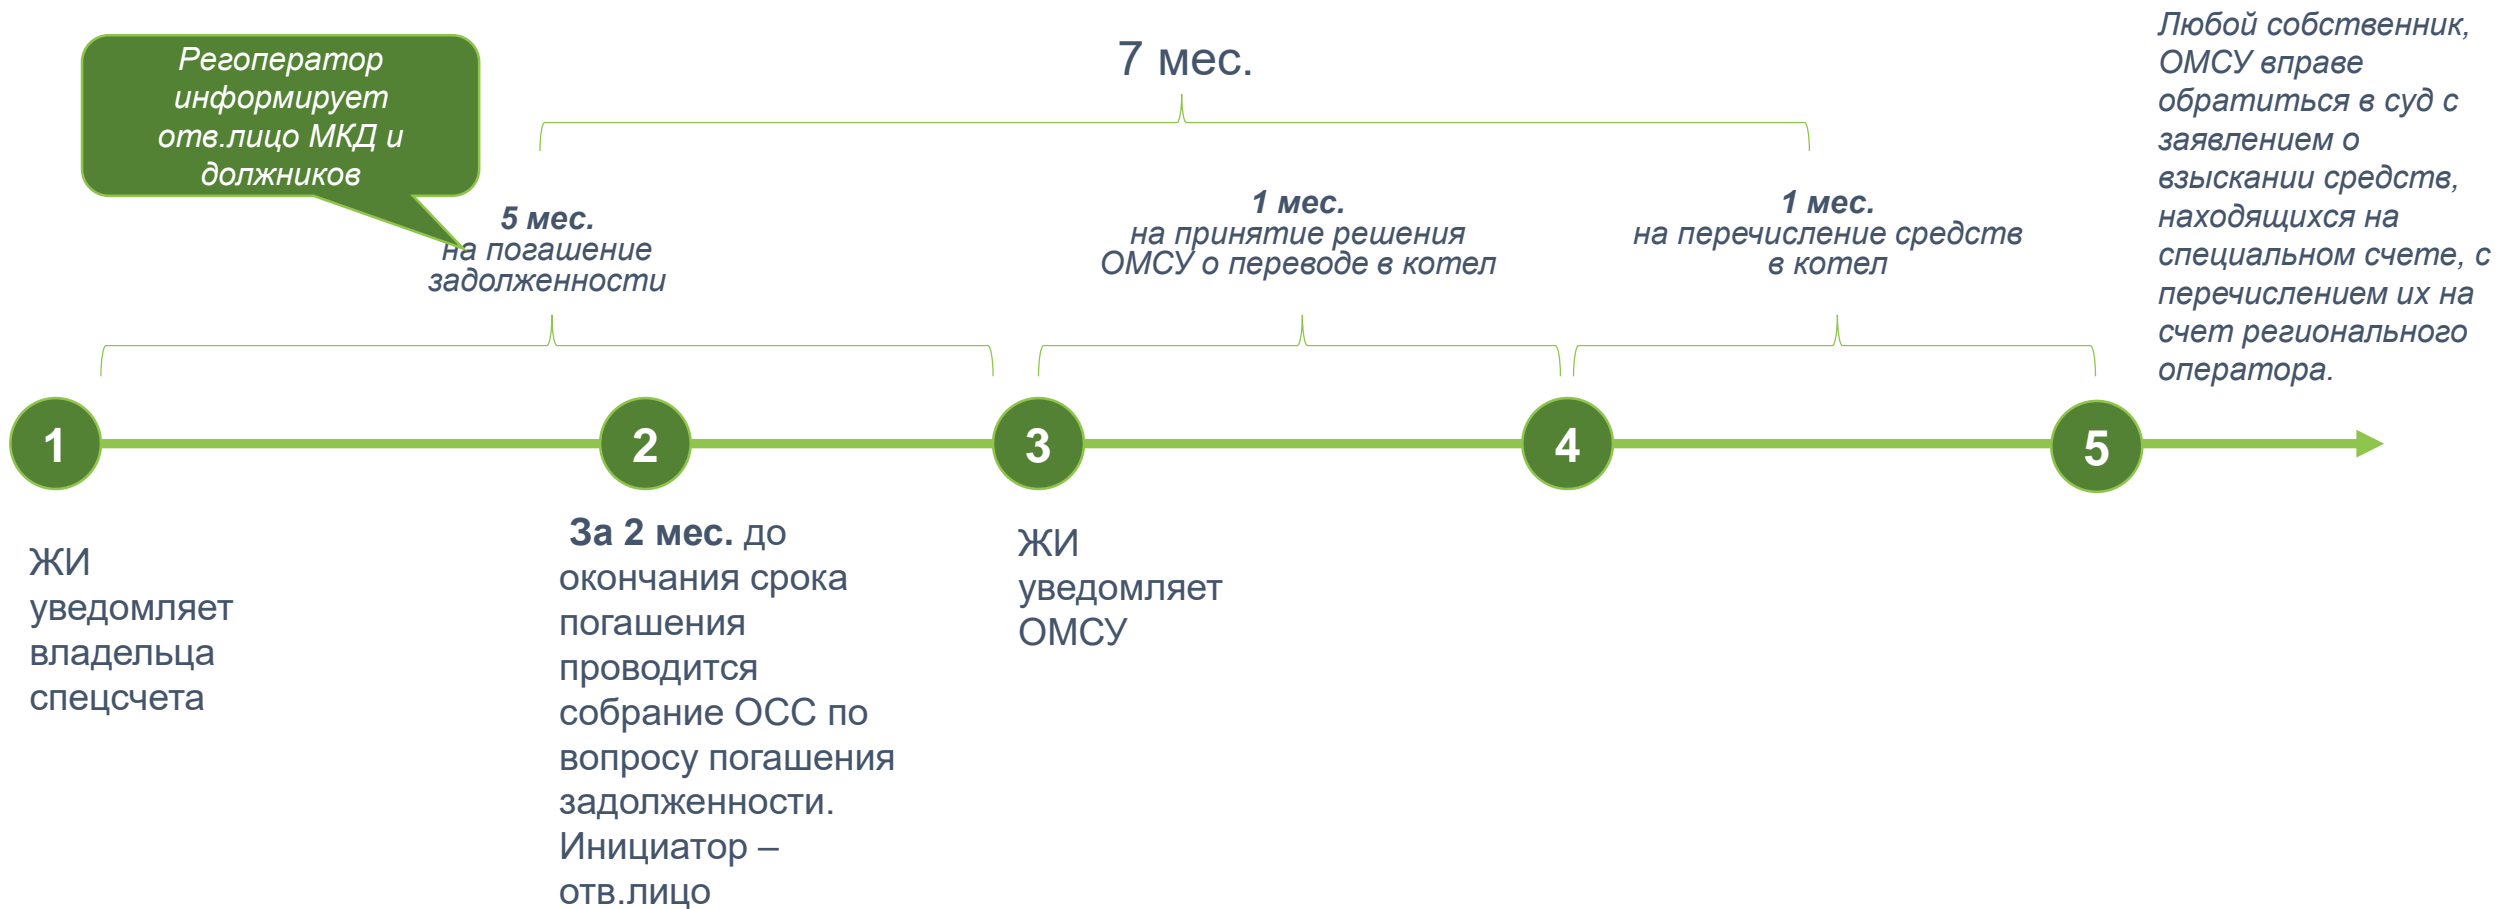 Регоператор
информирует
отв.лицо МКД и
должников
7 мес.
5 мес.
на погашение
задолженности
1 мес.
на принятие решения
ОМСУ о переводе в котел
1 мес.
на перечисление средств
в котел
Любой собственник,
ОМСУ вправе
обратиться в суд с
заявлением о
взыскании средств,
находящихся на
специальном счете, с
перечислением их на
счет регионального
оператора.
1
2
3
4
5
ЖИ
уведомляет
владельца
спецсчета
За 2 мес. до
окончания срока
погашения
проводится
собрание ОСС по
вопросу погашения
задолженности.
Инициатор –
отв.лицо
ЖИ
уведомляет
ОМСУ